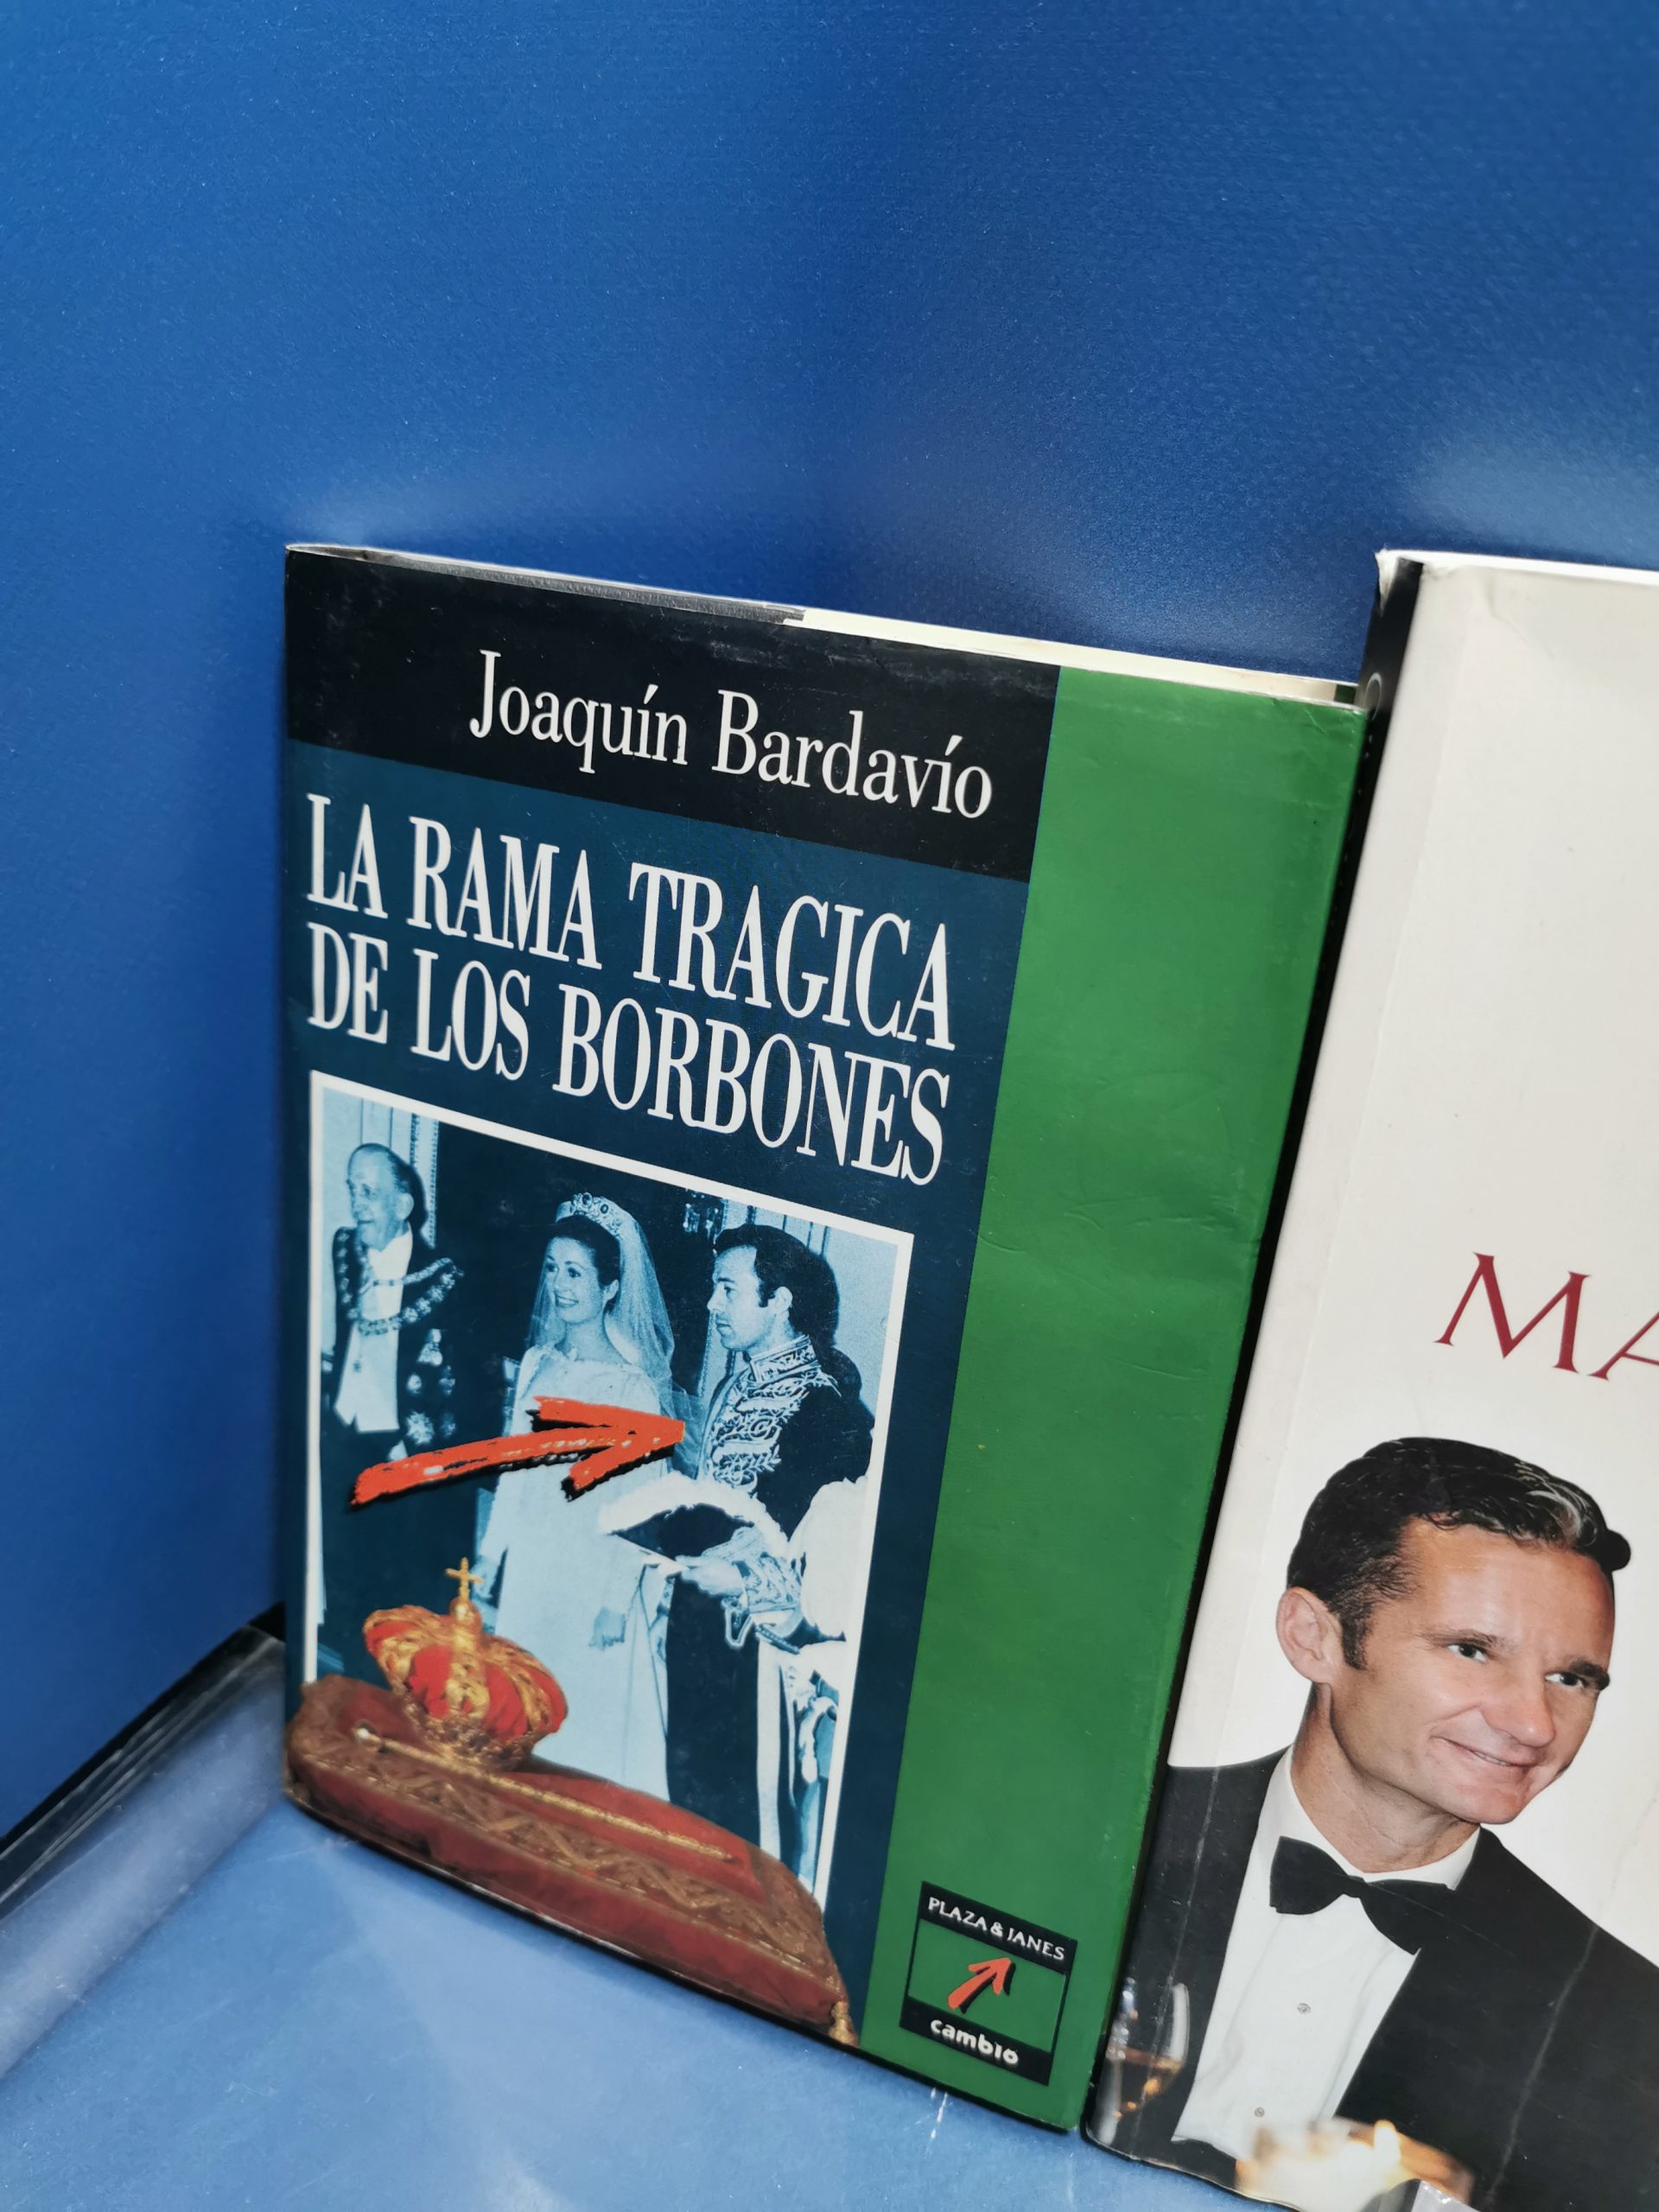 Joaquín Bardavío
LA RAMA TRAGICA
DE LOS BORBONES
PLAZA & JANES
cambio
MA